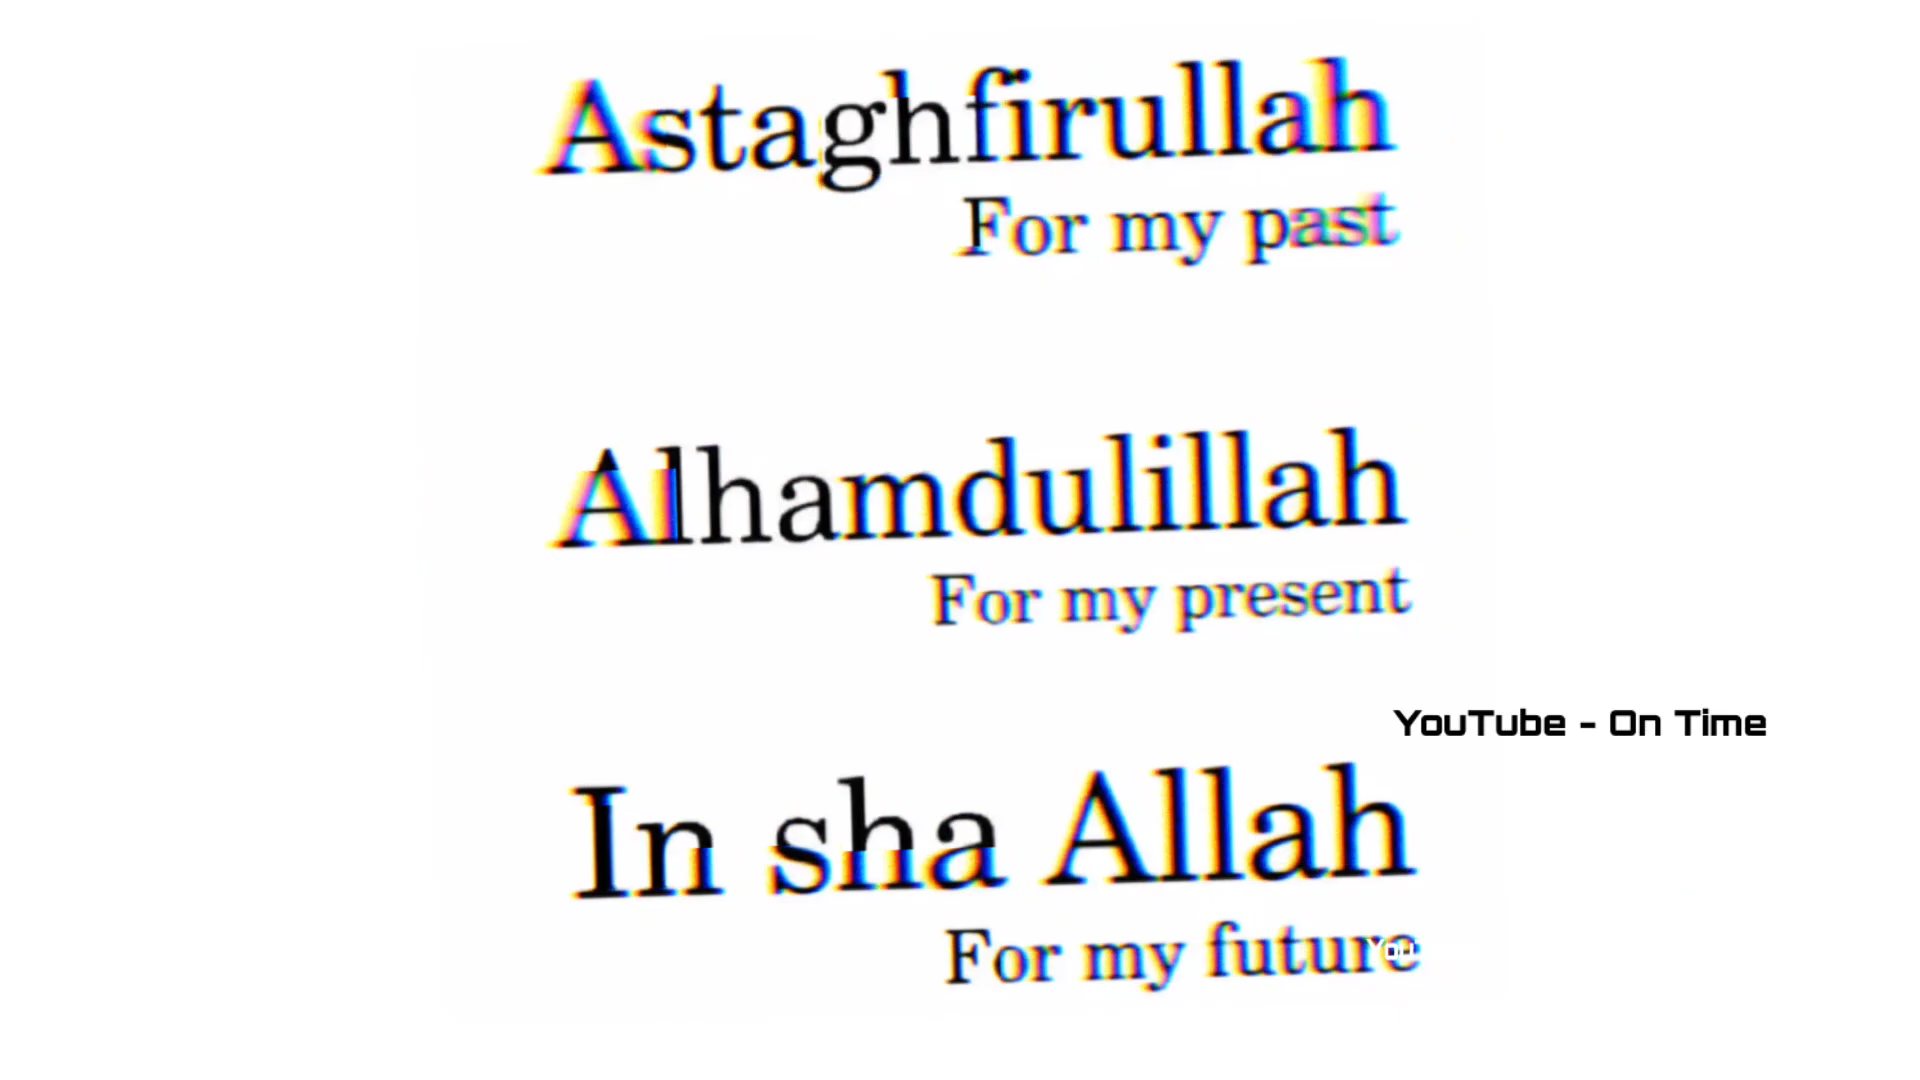 Astaghfirullah
For my past
Alhamdulillah
For my present
YouTube - On Time
In sha Allah
For my future